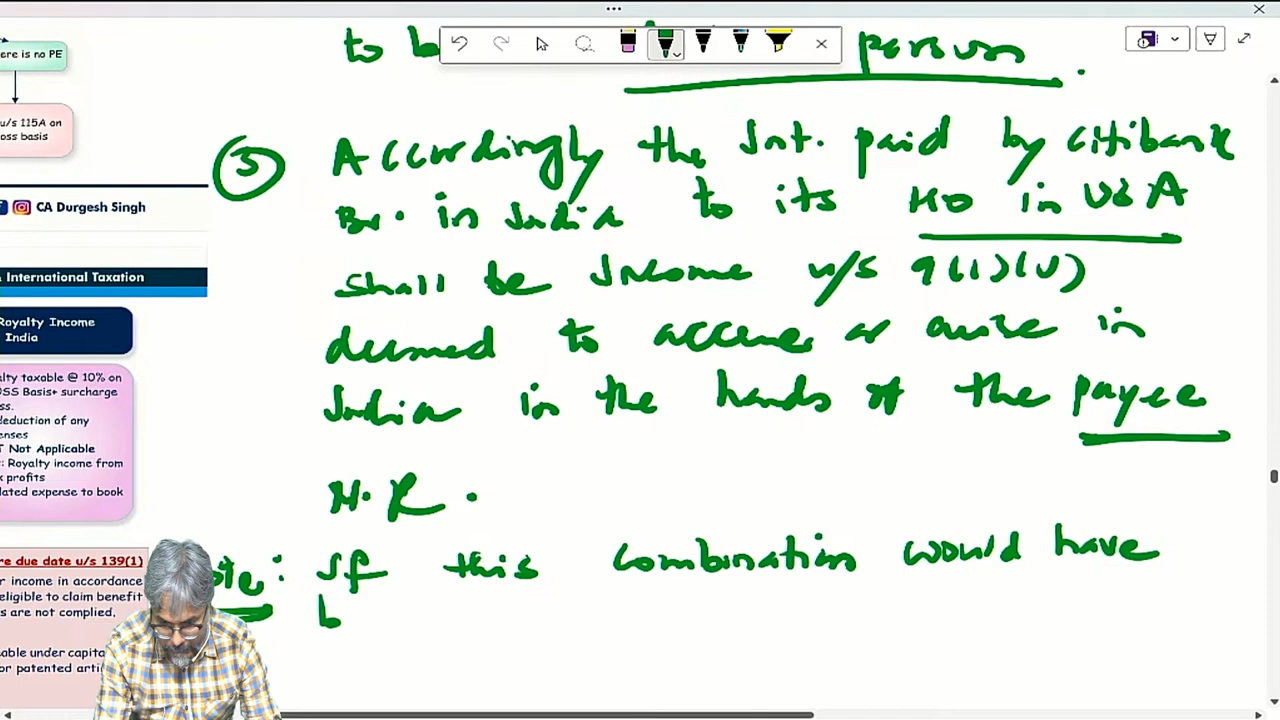 ere is no PE
u/s 115A on
oss basis
CA Durgesh Singh
International Taxation
Royalty Income
India
lty taxable @ 10% on
OSS Basis+ surcharge
ss.
deduction of any
enses
T Not Applicable
: Royalty income from
k profits
lated expense to book
re due date u/s 139(1)
r income in accordance
eligible to claim benefit
s are not complied,
able under capita
or patented arti
to b person.
5 Accordingly the Int. paid by Citibank
Br. in India to its HO in USA
shall be Income u/s 9(1)(v)
deemed to accrue or arise in
India in the hands of the payee
N.R.
ote: If this combination would have
b